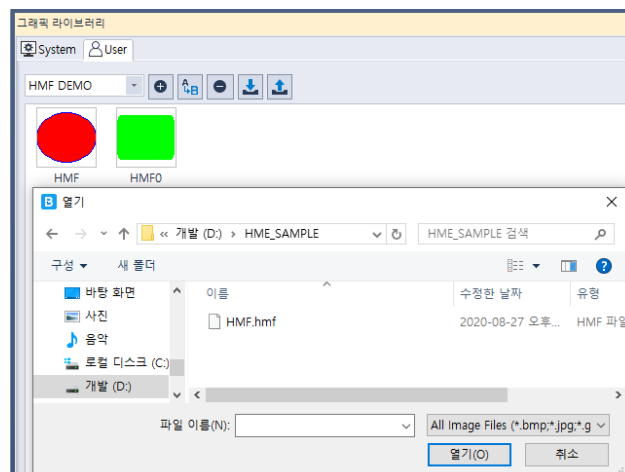 그래픽 라이브러리
System User
HMF DEMO
A B
HMF HMF0
B 열기
« 개발 (D:) › HME_SAMPLE
HME_SAMPLE 검색
구성 새 폴더
바탕 화면
사진
음악
로컬 디스크 (C:)
개발 (D:)
이름 수정한 날짜 유형
HMF.hmf 2020-08-27 오후... HMF 파일
파일 이름(N): All Image Files (*.bmp;*.jpg;*.g
열기(O) 취소